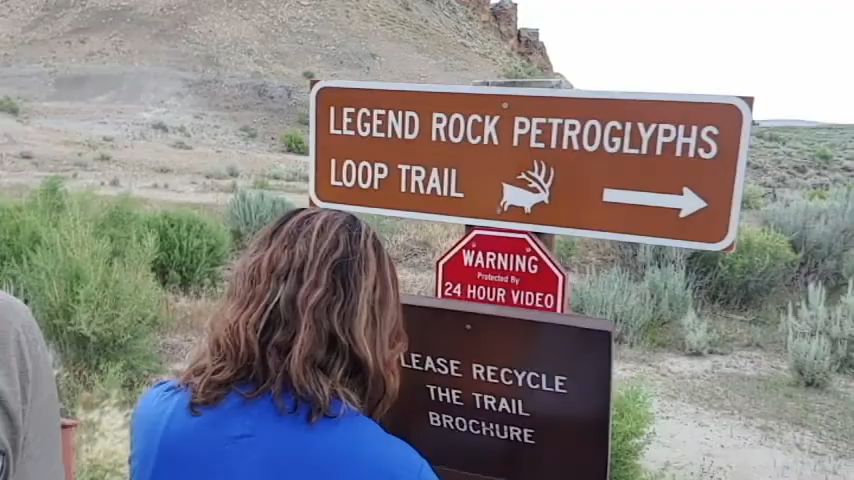 LEGEND ROCK PETROGLYPHS
LOOP TRAIL
WARNING
Protected By
24 HOUR VIDEO
LEASE RECYCLE
THE TRAIL
BROCHURE